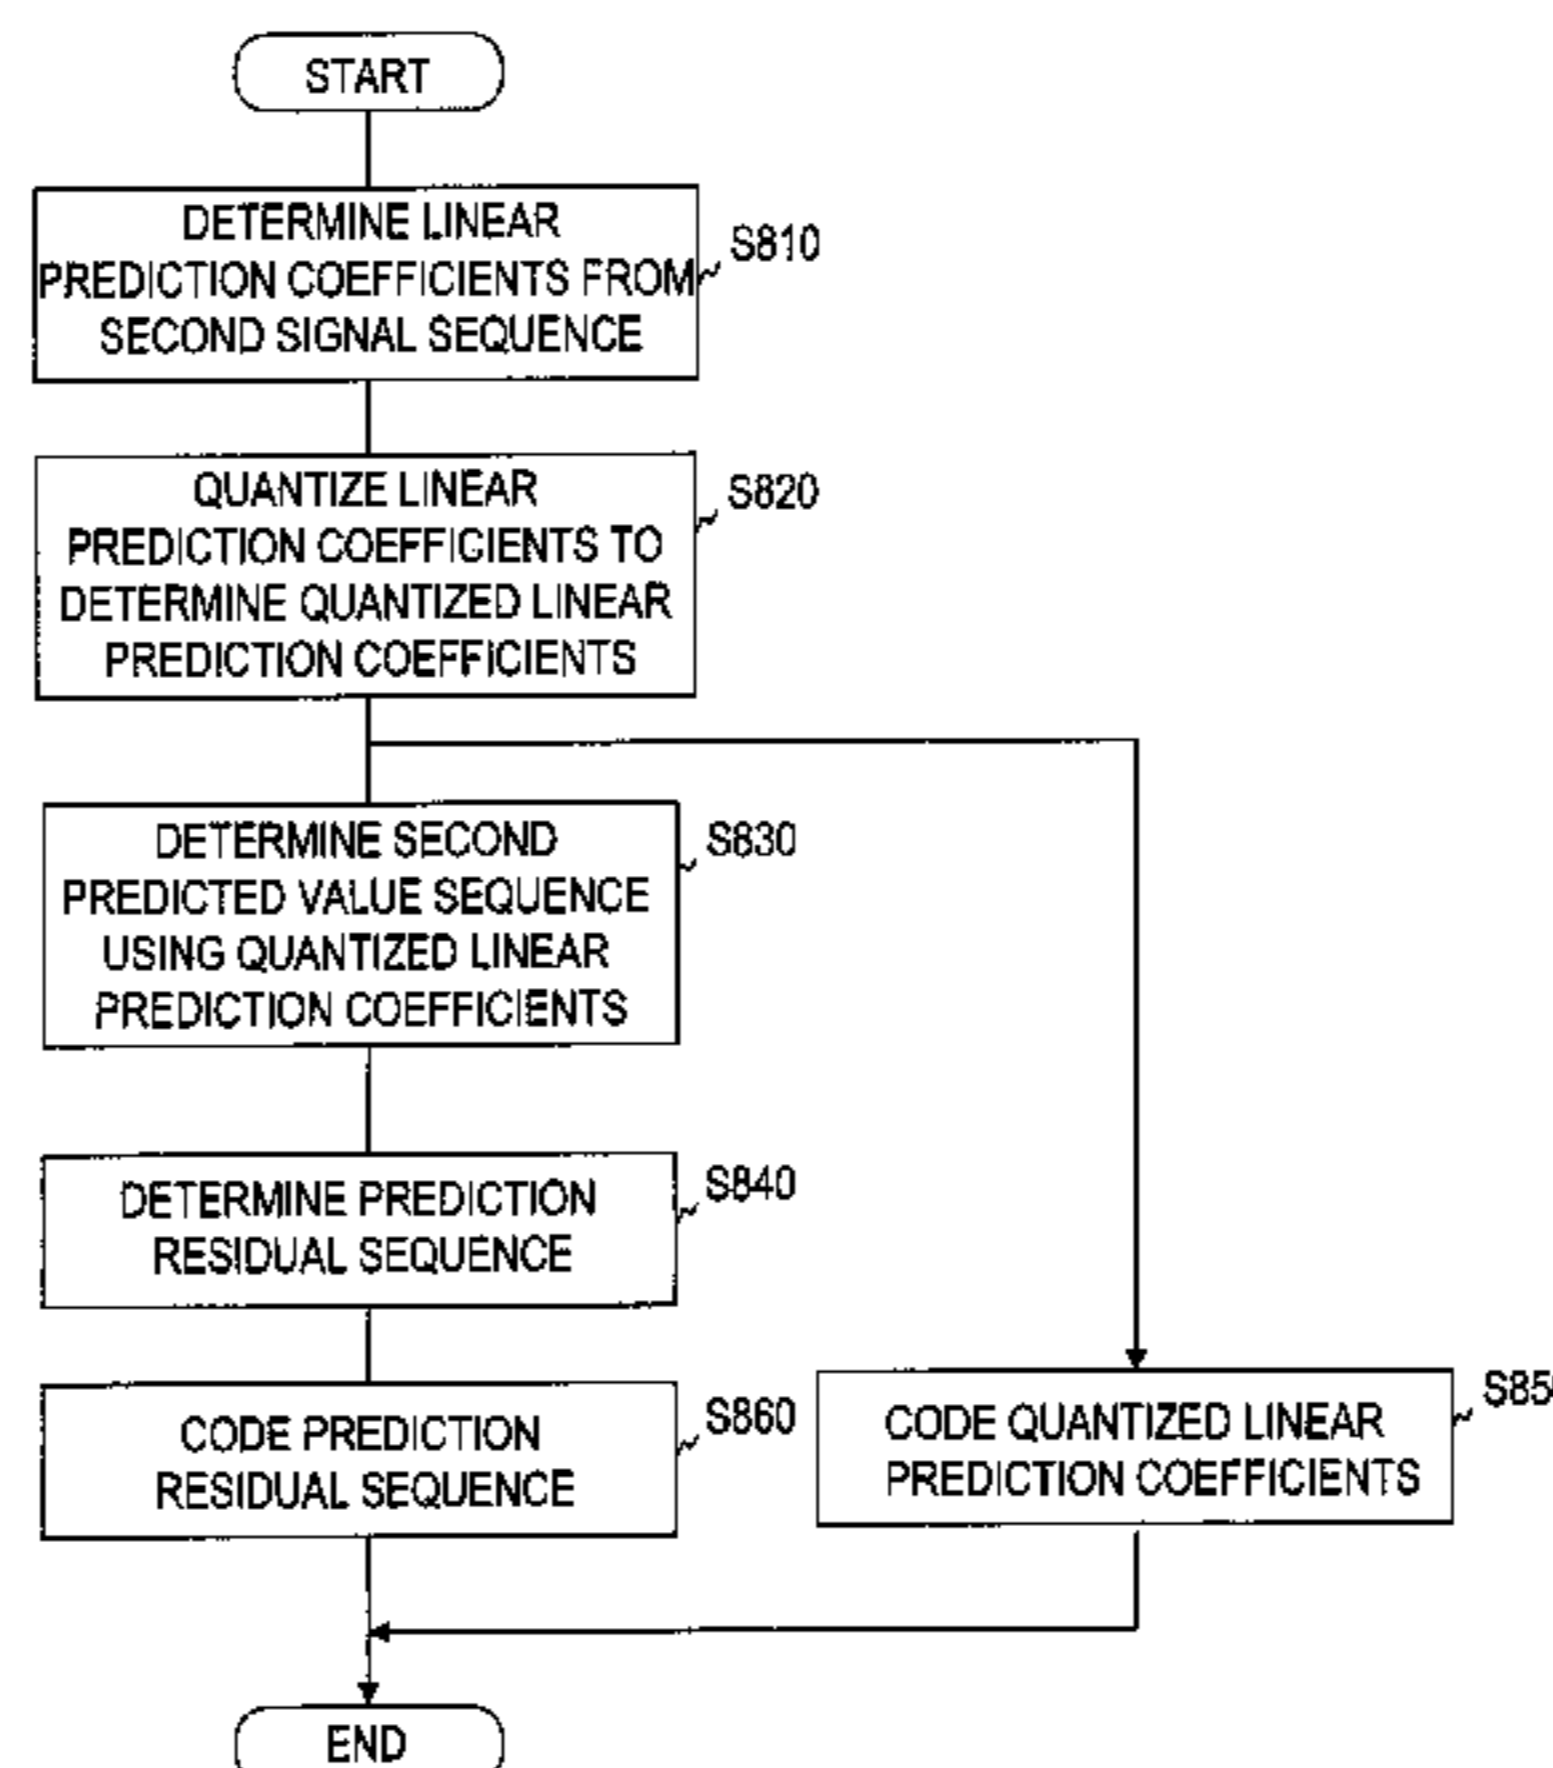 START
DETERMINE LINEAR
PREDICTION COEFFICIENTS FROM
SECOND SIGNAL SEQUENCE
S810
QUANTIZE LINEAR
PREDICTION COEFFICIENTS TO
DETERMINE QUANTIZED LINEAR
PREDICTION COEFFICIENTS
S820
DETERMINE SECOND
PREDICTED VALUE SEQUENCE
USING QUANTIZED LINEAR
PREDICTION COEFFICIENTS
S830
DETERMINE PREDICTION
RESIDUAL SEQUENCE
S840
CODE PREDICTION
RESIDUAL SEQUENCE
S860
CODE QUANTIZED LINEAR
PREDICTION COEFFICIENTS
S850
END